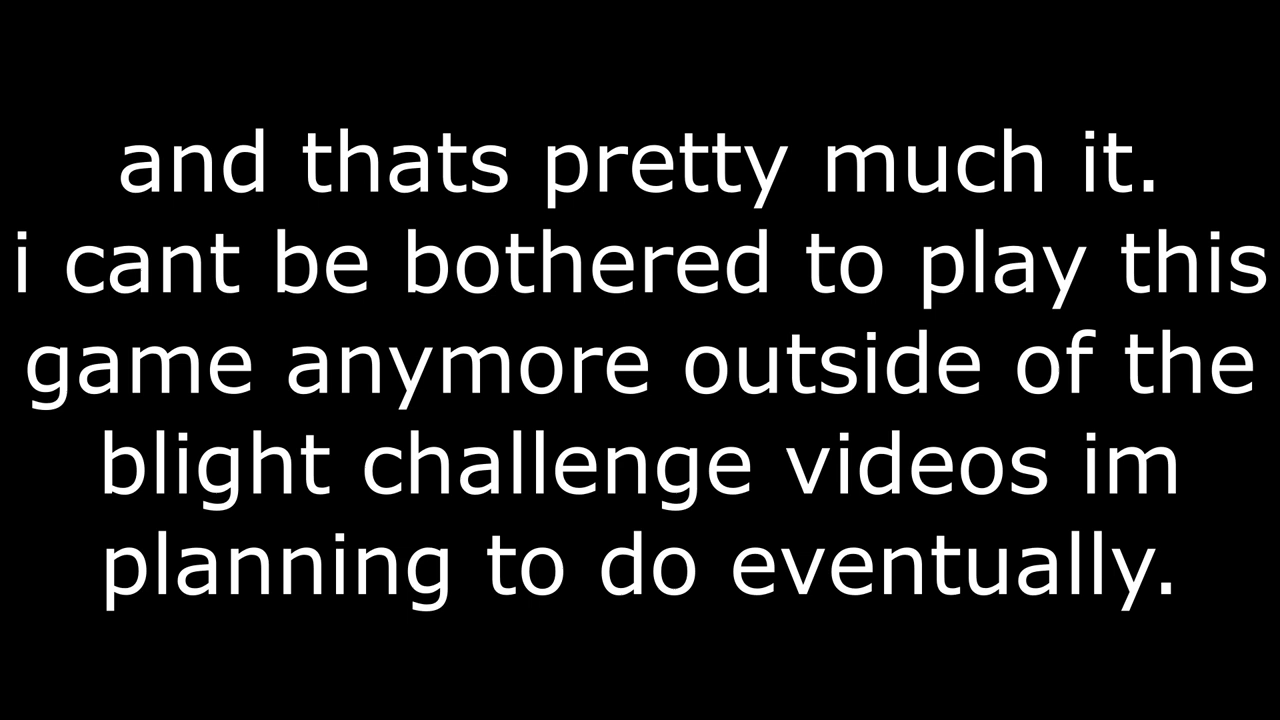 and thats pretty much it.
i cant be bothered to play this
game anymore outside of the
blight challenge videos im
planning to do eventually.